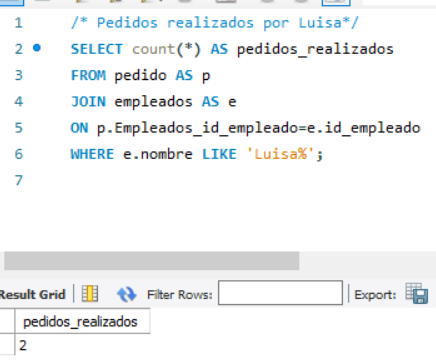 1 /* Pedidos realizados por Luisa*/
2 SELECT count(*) AS pedidos_realizados
3 FROM pedido AS p
4 JOIN empleados AS e
5 ON p.Empleados_id_empleado=e.id_empleado
6 WHERE e.nombre LIKE 'Luisa%';
7
Result Grid Filter Rows: Export:
pedidos_realizados
2